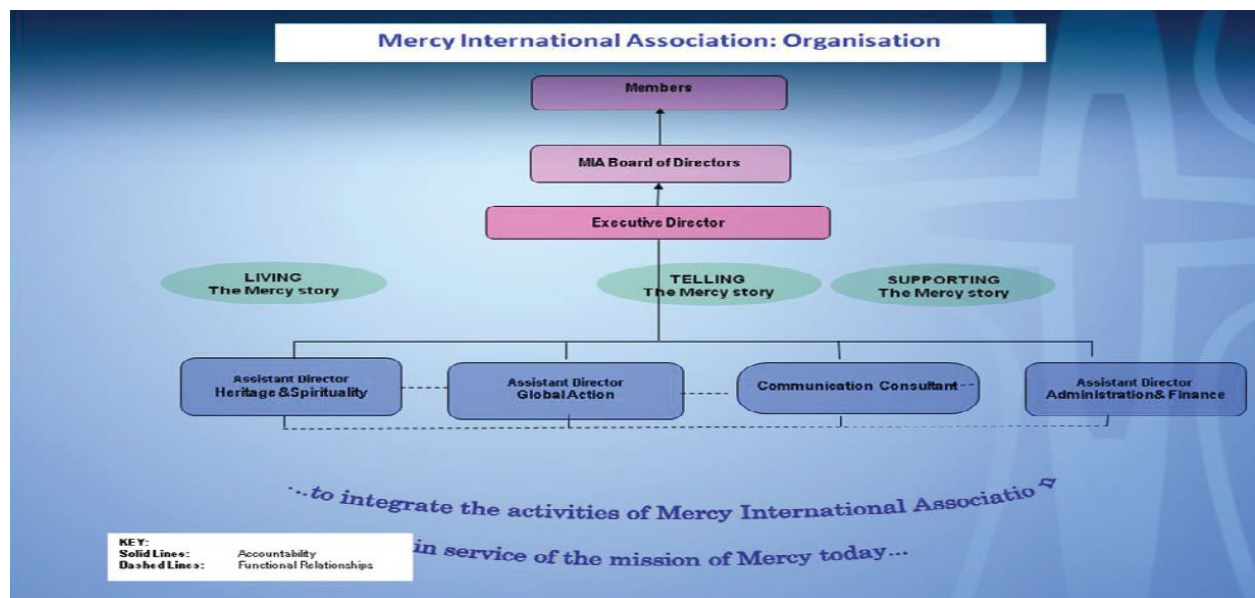 Mercy International Association: Organisation
Members
MIA Board of Directors
Executive Director
LIVING
The Mercy story
TELLING
The Mercy story
SUPPORTING
The Mercy story
Assistant Director
Heritage &Spirituality
Assistant Director
Global Action
Communication Consultant
Assistant Director
Administration& Finance
...to integrate the activities of Mercy International Associatio
in service of the mission of Mercy today...
KEY:
Solid Lines: Accountability
Dashed Lines: Functional Relationships